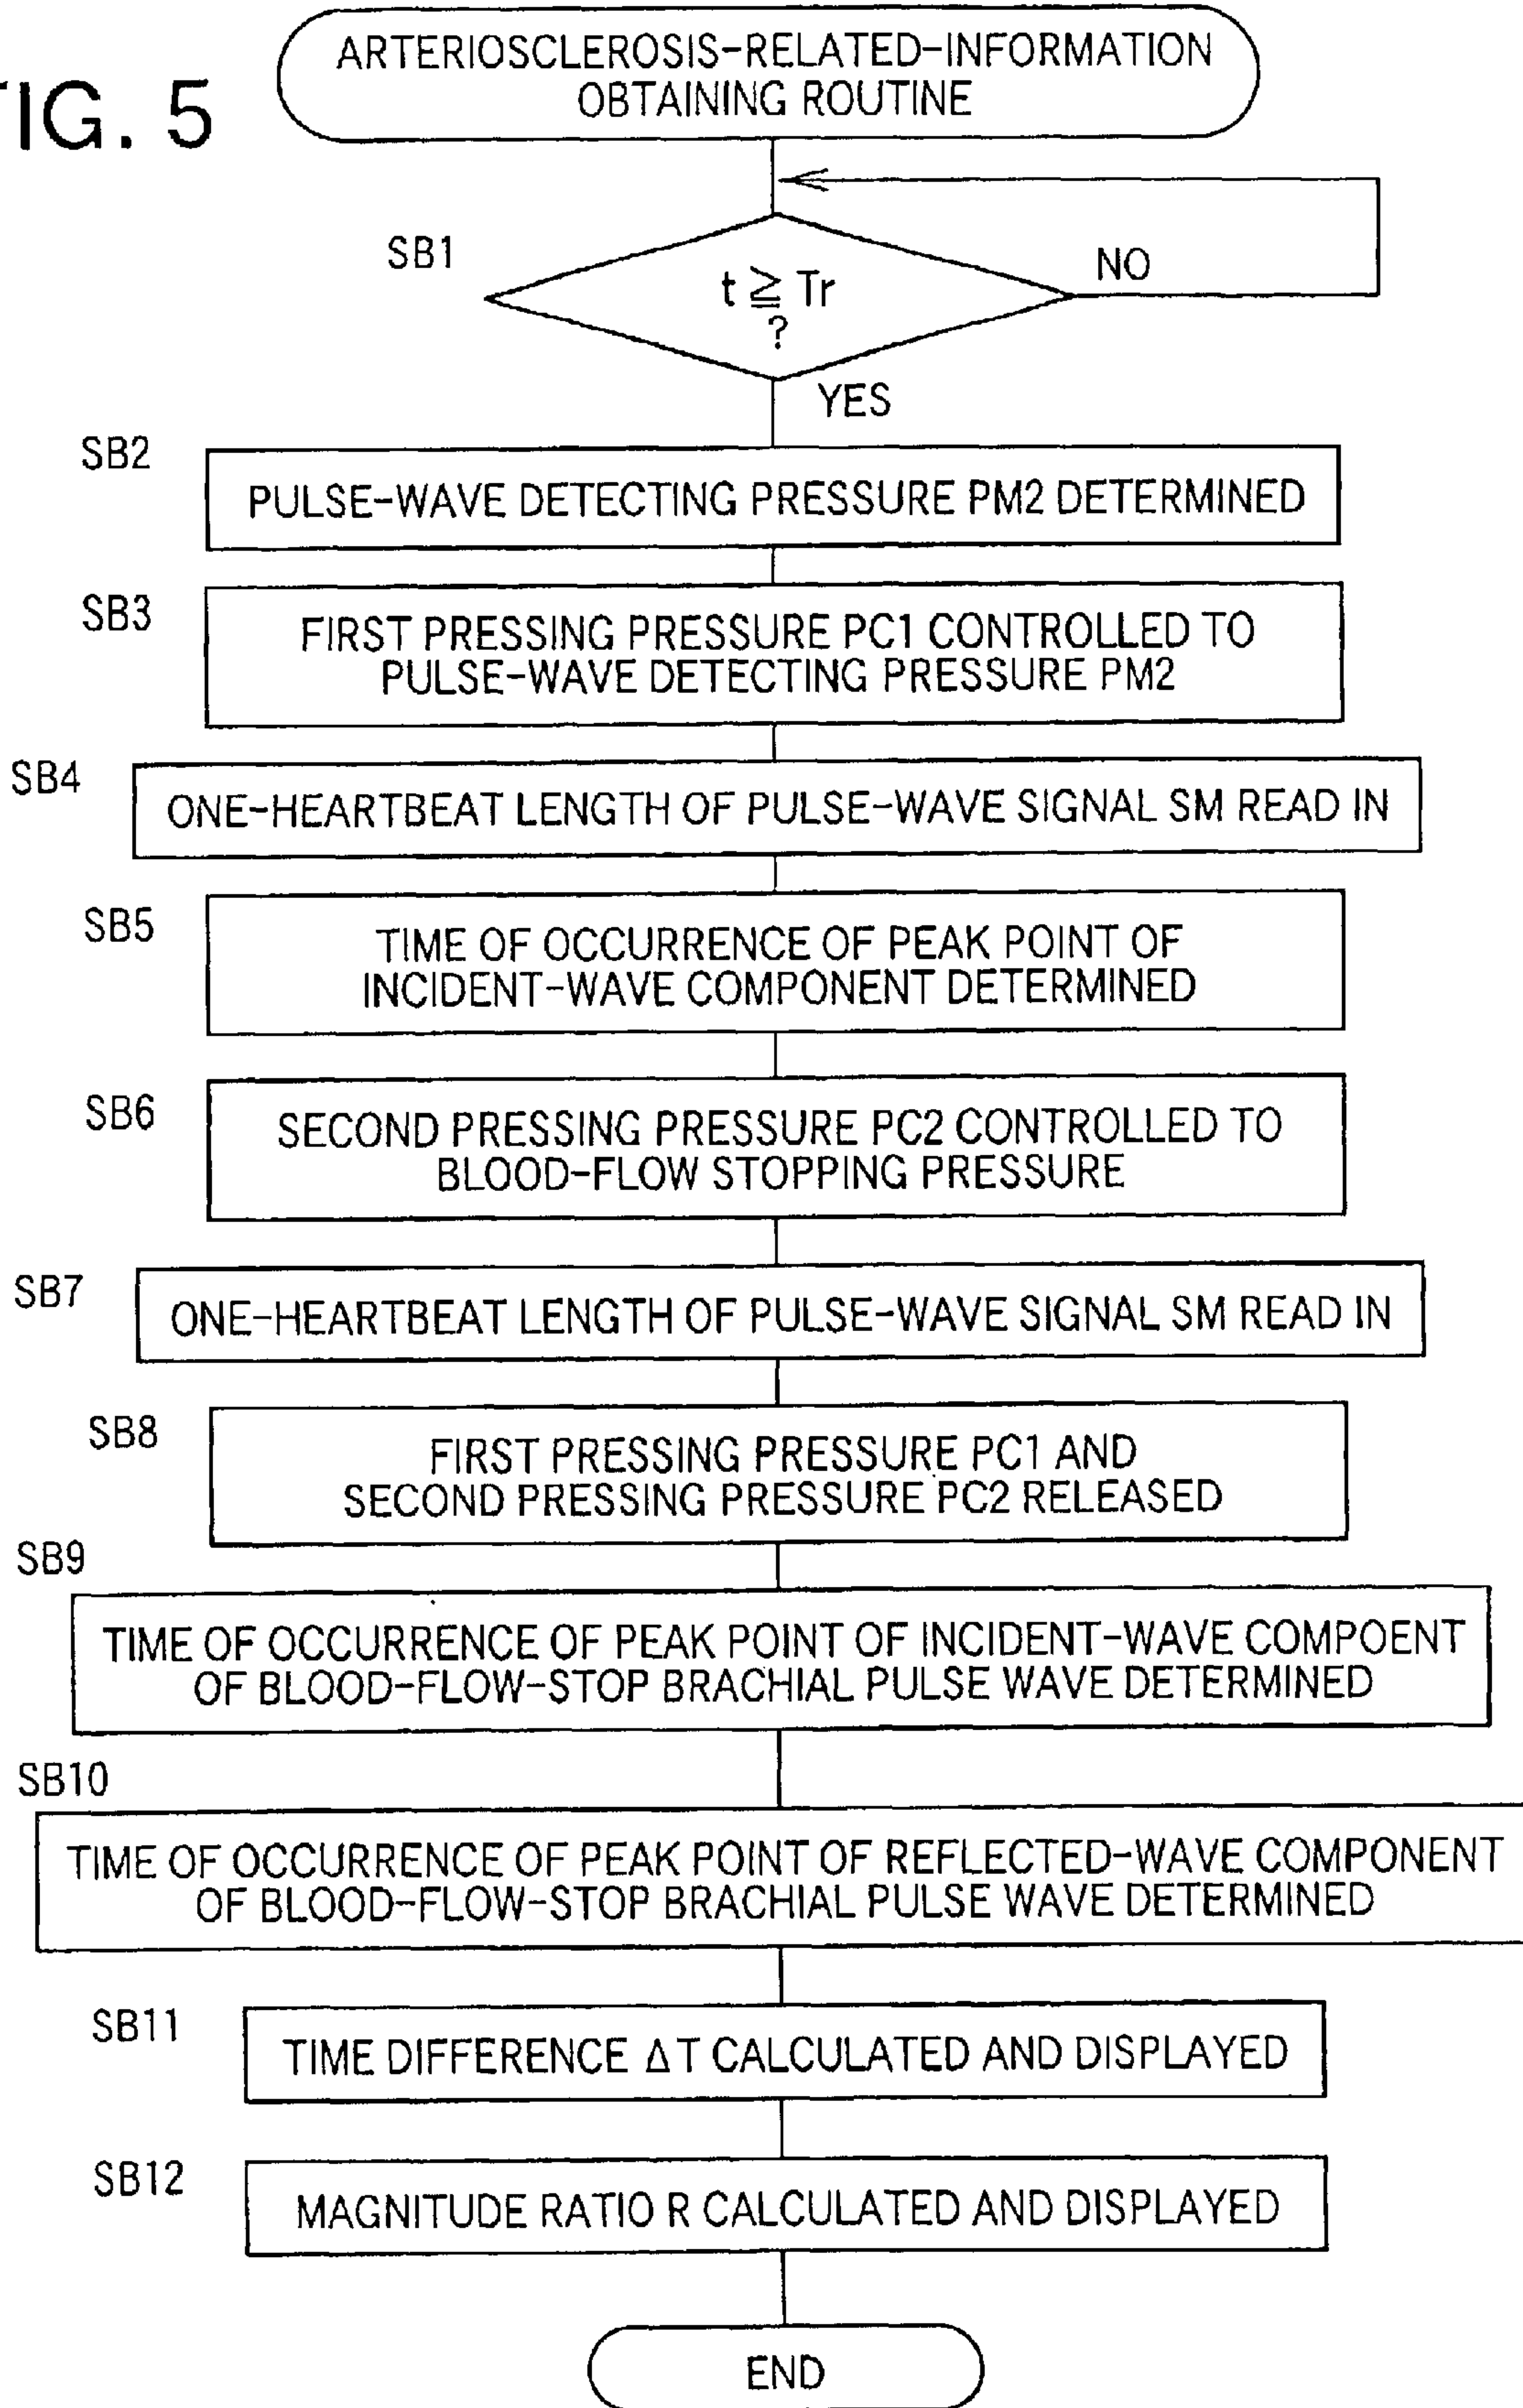 FIG. 5
ARTERIOSCLEROSIS-RELATED-INFORMATION
OBTAINING ROUTINE
SB1
t ≧ Tr
?
NO
YES
SB2
PULSE-WAVE DETECTING PRESSURE PM2 DETERMINED
SB3
FIRST PRESSING PRESSURE PC1 CONTROLLED TO
PULSE-WAVE DETECTING PRESSURE PM2
SB4
ONE-HEARTBEAT LENGTH OF PULSE-WAVE SIGNAL SM READ IN
SB5
TIME OF OCCURRENCE OF PEAK POINT OF
INCIDENT-WAVE COMPONENT DETERMINED
SB6
SECOND PRESSING PRESSURE PC2 CONTROLLED TO
BLOOD-FLOW STOPPING PRESSURE
SB7
ONE-HEARTBEAT LENGTH OF PULSE-WAVE SIGNAL SM READ IN
SB8
FIRST PRESSING PRESSURE PC1 AND
SECOND PRESSING PRESSURE PC2 RELEASED
SB9
TIME OF OCCURRENCE OF PEAK POINT OF INCIDENT-WAVE COMPOENT
OF BLOOD-FLOW-STOP BRACHIAL PULSE WAVE DETERMINED
SB10
TIME OF OCCURRENCE OF PEAK POINT OF REFLECTED-WAVE COMPONENT
OF BLOOD-FLOW-STOP BRACHIAL PULSE WAVE DETERMINED
SB11
TIME DIFFERENCE ΔT CALCULATED AND DISPLAYED
SB12
MAGNITUDE RATIO R CALCULATED AND DISPLAYED
END